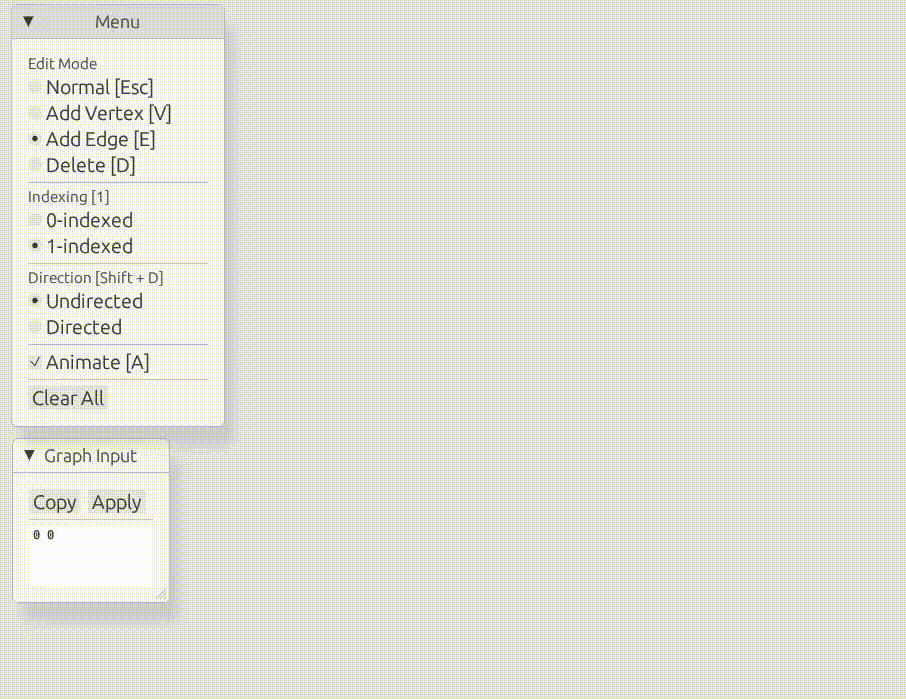 Menu
Edit Mode
Normal [Esc]
Add Vertex [V]
Add Edge [E]
Delete [D]
Indexing [1]
0-indexed
1-indexed
Direction [Shift + D]
Undirected
Directed
Animate [A]
Clear All
Graph Input
Copy Apply
0 0